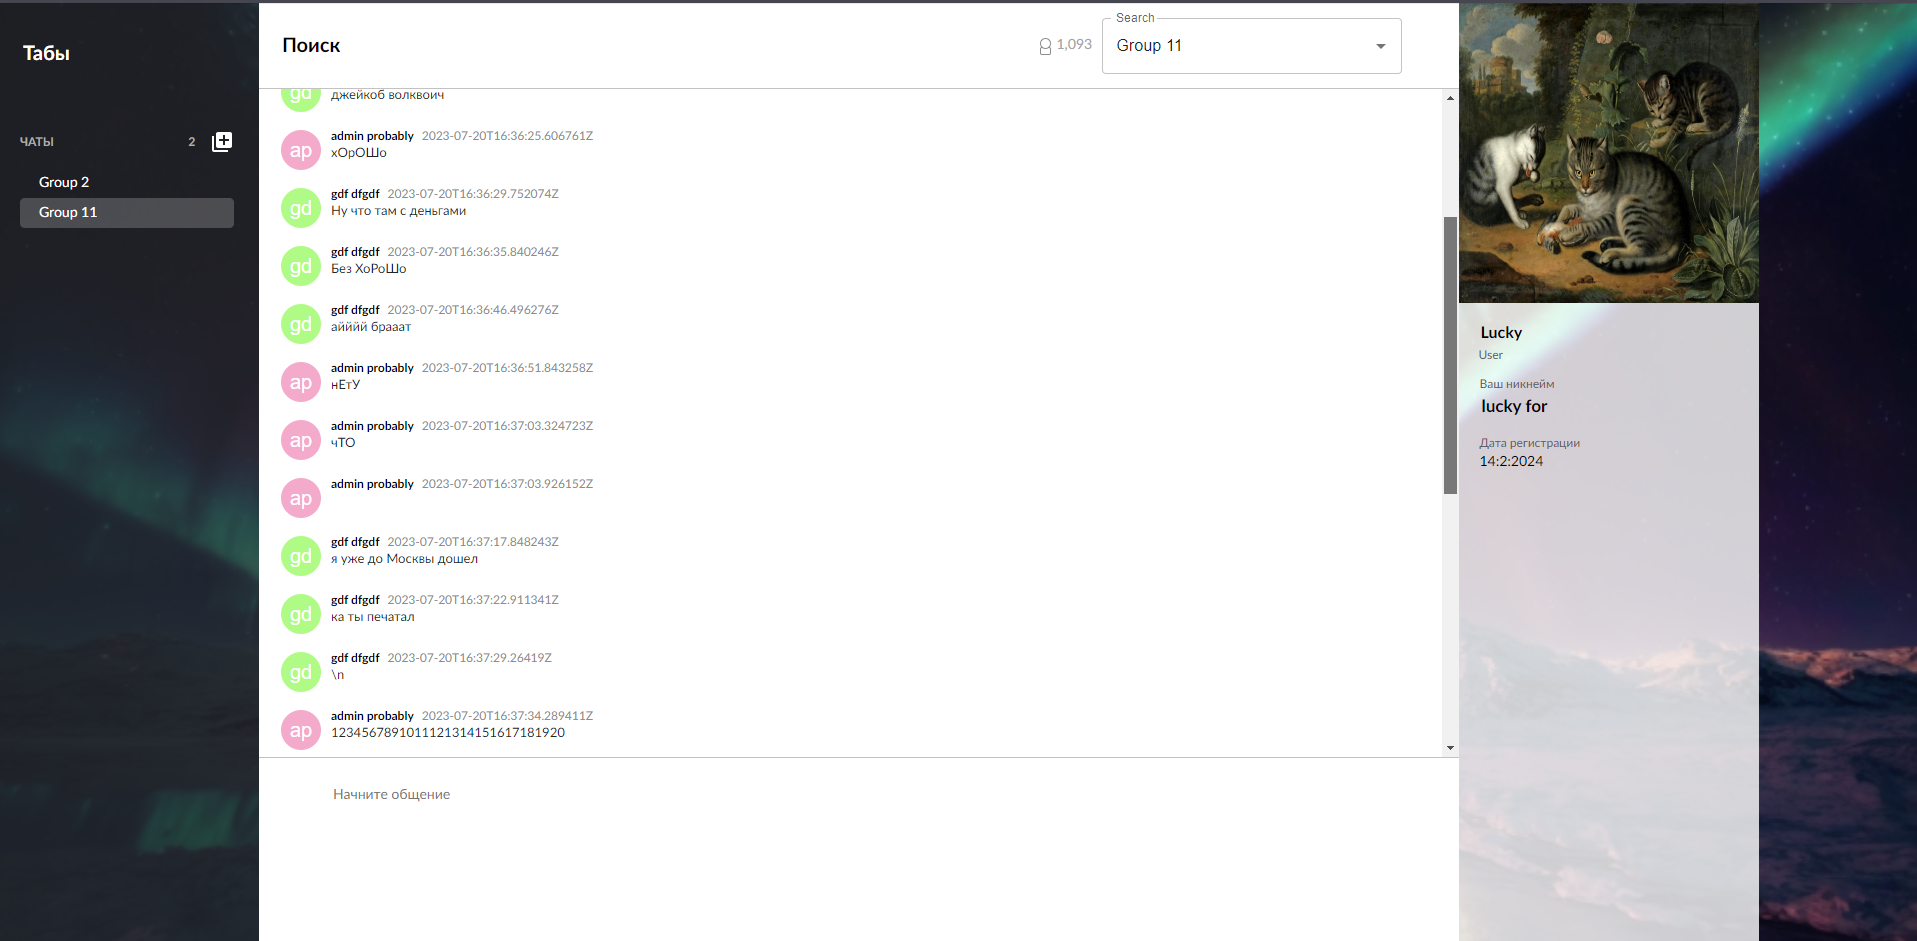 Табы
ЧАТЫ 2
Group 2
Group 11
Поиск
1,093
Search
Group 11
gd
джейкоб волквоич
ap
admin probably 2023-07-20T16:36:25.606761Z
хОрОШо
gd
gdf dfgdf 2023-07-20T16:36:29.752074Z
Ну что там с деньгами
gd
gdf dfgdf 2023-07-20T16:36:35.840246Z
Без ХоРоШо
gd
gdf dfgdf 2023-07-20T16:36:46.496276Z
аййййй брааат
ap
admin probably 2023-07-20T16:36:51.843258Z
нЕтУ
ap
admin probably 2023-07-20T16:37:03.324723Z
чТО
ap
admin probably 2023-07-20T16:37:03.926152Z
gd
gdf dfgdf 2023-07-20T16:37:17.848243Z
я уже до Москвы дошел
gd
gdf dfgdf 2023-07-20T16:37:22.911341Z
ка ты печатал
gd
gdf dfgdf 2023-07-20T16:37:29.26419Z
\n
ap
admin probably 2023-07-20T16:37:34.289411Z
1234567891011121314151617181920
Начните общение
Lucky
User
Ваш никнейм
lucky for
Дата регистрации
14:2:2024